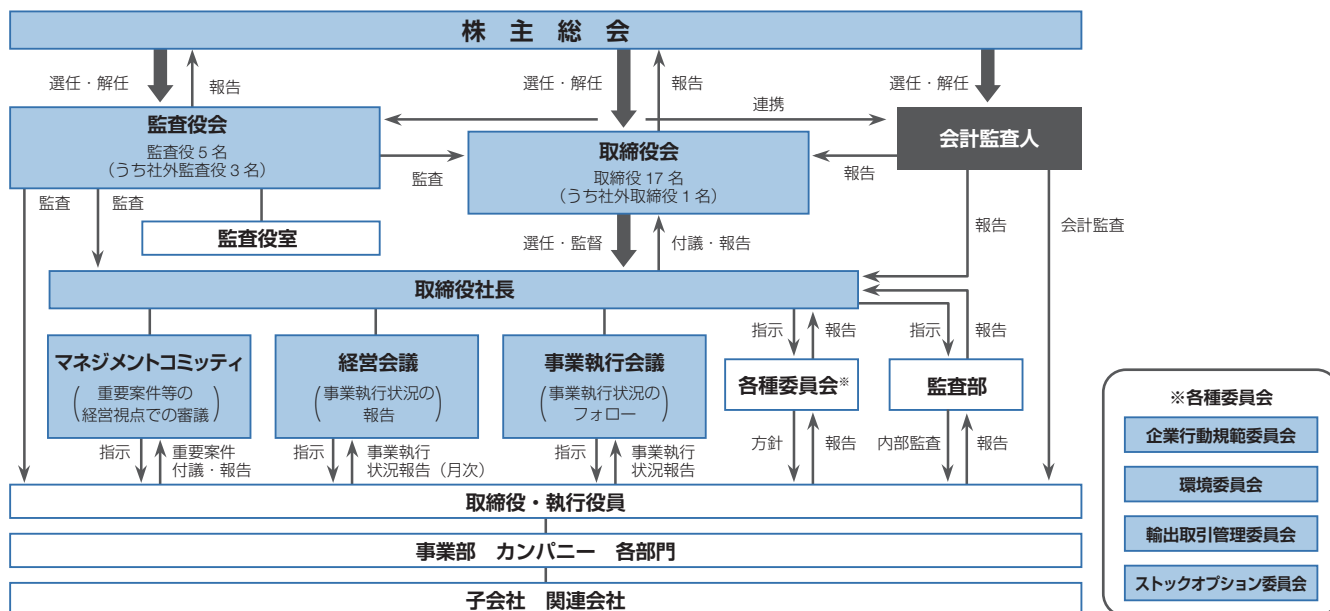 株主総会
選任・解任
報告
選任・解任
報告
選任・解任
連携
監査役会
監査役 5 名
（うち社外監査役 3 名）
取締役会
取締役 17 名
（うち社外取締役 1 名）
会計監査人
監査
報告
監査
監査
監査役室
選任・監督
付議・報告
報告
会計監査
取締役社長
指示
報告
指示
報告
マネジメントコミッティ
（重要案件等の
経営視点での審議）
経営会議
（事業執行状況の
報告）
事業執行会議
（事業執行状況の
フォロー）
各種委員会※
監査部
指示
重要案件
付議・報告
指示
事業執行
状況報告（月次）
指示
事業執行
状況報告
方針
報告
内部監査
報告
取締役・執行役員
事業部 カンパニー 各部門
子会社 関連会社
※各種委員会
企業行動規範委員会
環境委員会
輸出取引管理委員会
ストックオプション委員会